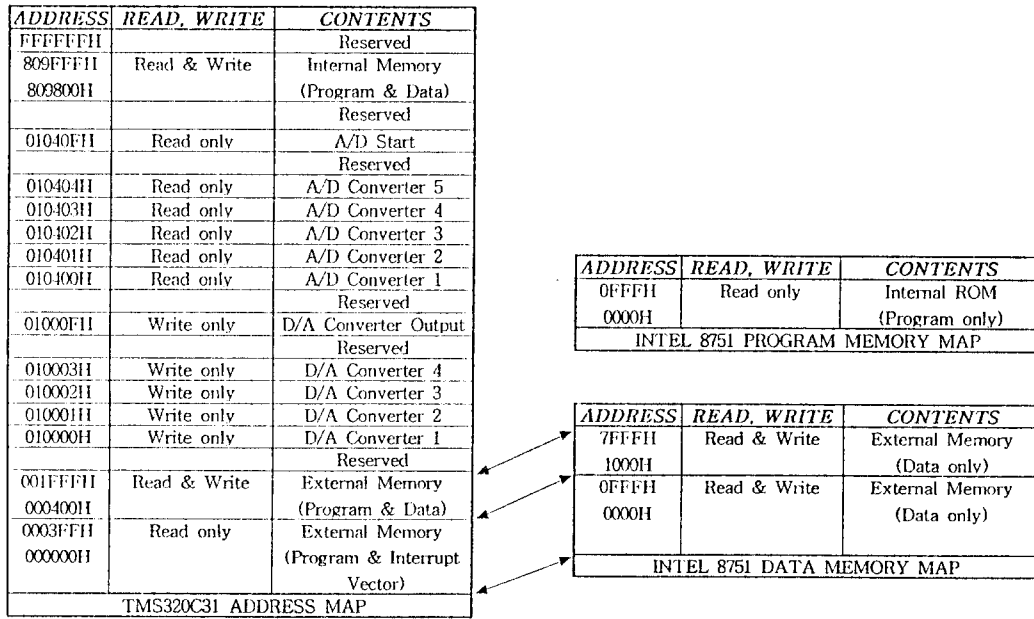 ADDRESS READ, WRITE CONTENTS
FFFFFFH Reserved
809FFFH Read & Write Internal Memory
809800H (Program & Data)
Reserved
01040FH Read only A/D Start
Reserved
010404H Read only A/D Converter 5
010403H Read only A/D Converter 4
010402H Read only A/D Converter 3
010401H Read only A/D Converter 2
010400H Read only A/D Converter 1
Reserved
01000FH Write only D/A Converter Output
Reserved
010003H Write only D/A Converter 4
010002H Write only D/A Converter 3
010001H Write only D/A Converter 2
010000H Write only D/A Converter 1
Reserved
001FFFH Read & Write External Memory
000400H (Program & Data)
0003FFH Read only External Memory
000000H (Program & Interrupt
Vector)
TMS320C31 ADDRESS MAP
ADDRESS READ, WRITE CONTENTS
0FFFH Read only Internal ROM
0000H (Program only)
INTEL 8751 PROGRAM MEMORY MAP
ADDRESS READ, WRITE CONTENTS
7FFFH Read & Write External Memory
1000H (Data only)
0FFFH Read & Write External Memory
0000H (Data only)
INTEL 8751 DATA MEMORY MAP